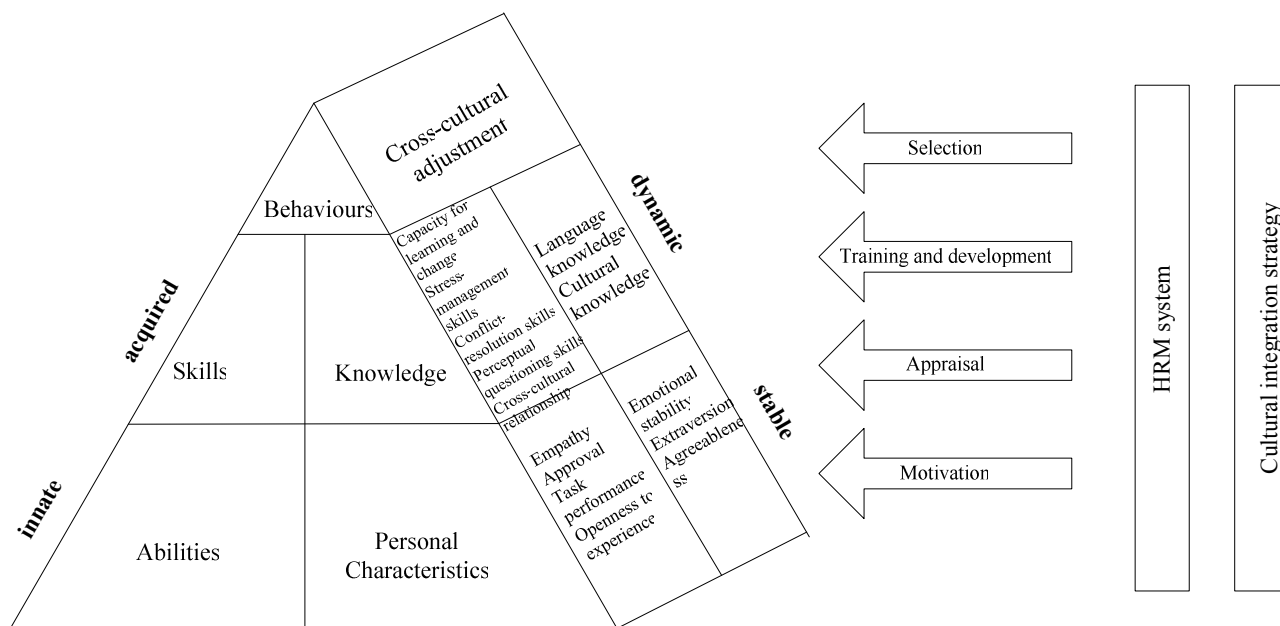 Cross-cultural
adjustment
Behaviours
Capacity for
learning and
change
Stress-
management
skills
Conflict-
resolution skills
Perceptual
questioning skills
Cross-cultural
relationship
Language
knowledge
Cultural
knowledge
dynamic
acquired
Skills
Knowledge
Empathy
Approval
Task
performance
Openness to
experience
Emotional
stability
Extraversion
Agreeablene
ss
stable
innate
Abilities
Personal
Characteristics
Selection
Training and development
Appraisal
Motivation
HRM system
Cultural integration strategy